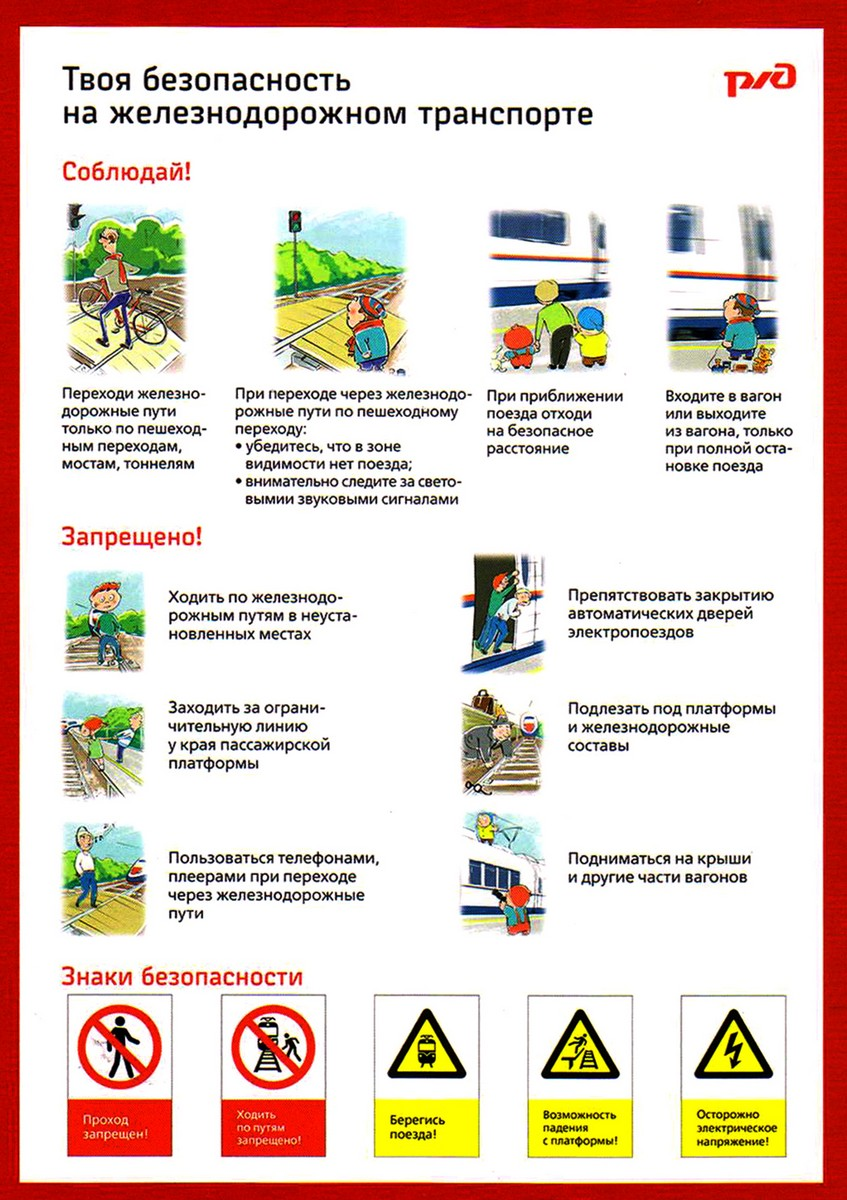 Твоя безопасность
на железнодорожном транспорте
ржд
Соблюдай!
Переходи железно-
дорожные пути
только по пешеход-
ным переходам,
мостам, тоннелям
При переходе через железнодо-
рожные пути по пешеходному
переходу:
• убедитесь, что в зоне
видимости нет поезда;
• внимательно следите за свето-
вымии звуковыми сигналами
При приближении
поезда отходи
на безопасное
расстояние
Входите в вагон
или выходите
из вагона, только
при полной оста-
новке поезда
Запрещено!
Ходить по железнодо-
рожным путям в неуста-
новленных местах
Препятствовать закрытию
автоматических дверей
электропоездов
Заходить за ограни-
чительную линию
у края пассажирской
платформы
Подлезать под платформы
и железнодорожные
составы
Пользоваться телефонами,
плеерами при переходе
через железнодорожные
пути
Подниматься на крыши
и другие части вагонов
Знаки безопасности
Проход
запрещен!
Ходить
по путям
запрещено!
Берегись
поезда!
Возможность
падения
с платформы!
Осторожно
электрическое
напряжение!